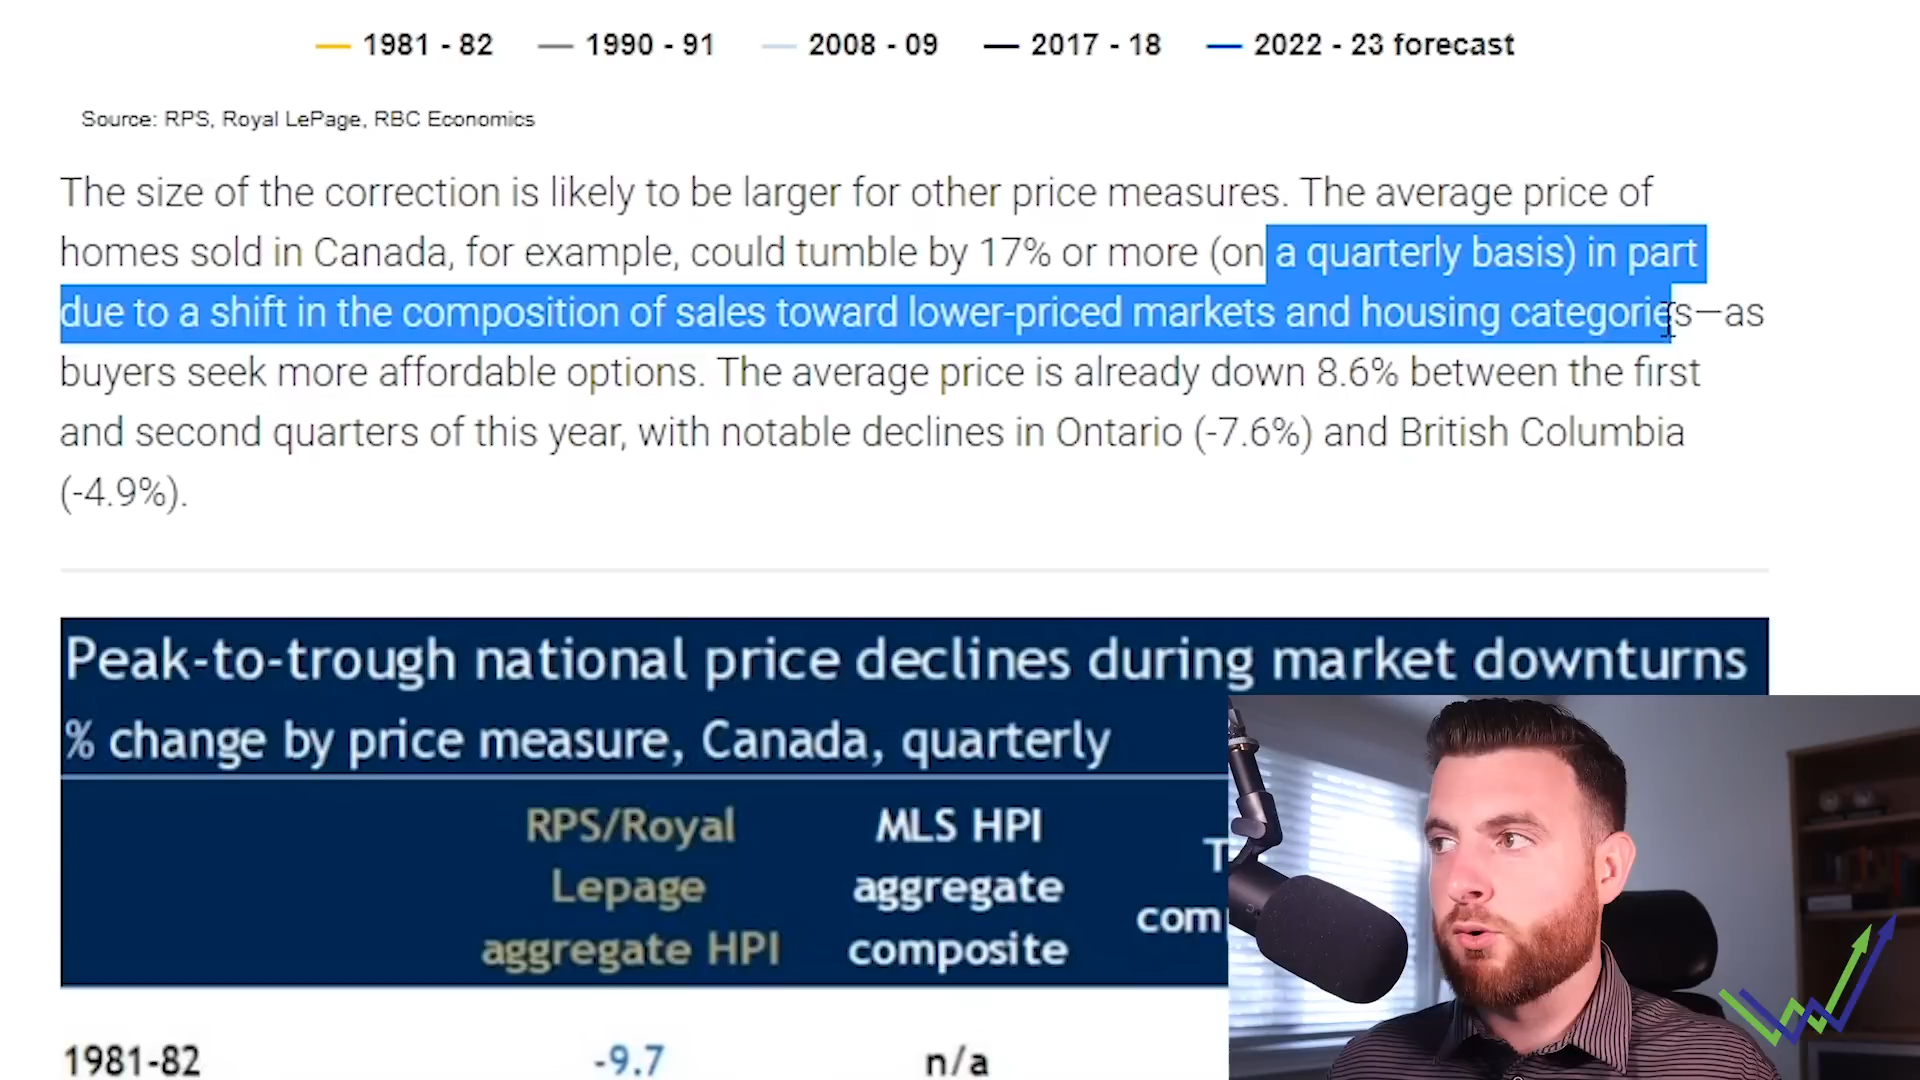 1981 - 82 1990 - 91 2008 - 09 2017 - 18 2022 - 23 forecast
Source: RPS, Royal LePage, RBC Economics
The size of the correction is likely to be larger for other price measures. The average price of
homes sold in Canada, for example, could tumble by 17% or more (on a quarterly basis) in part
due to a shift in the composition of sales toward lower-priced markets and housing categories—as
buyers seek more affordable options. The average price is already down 8.6% between the first
and second quarters of this year, with notable declines in Ontario (-7.6%) and British Columbia
(-4.9%).
Peak-to-trough national price declines during market downturns
% change by price measure, Canada, quarterly
RPS/Royal MLS HPI
Lepage aggregate
aggregate HPI composite
1981-82 -9.7 n/a